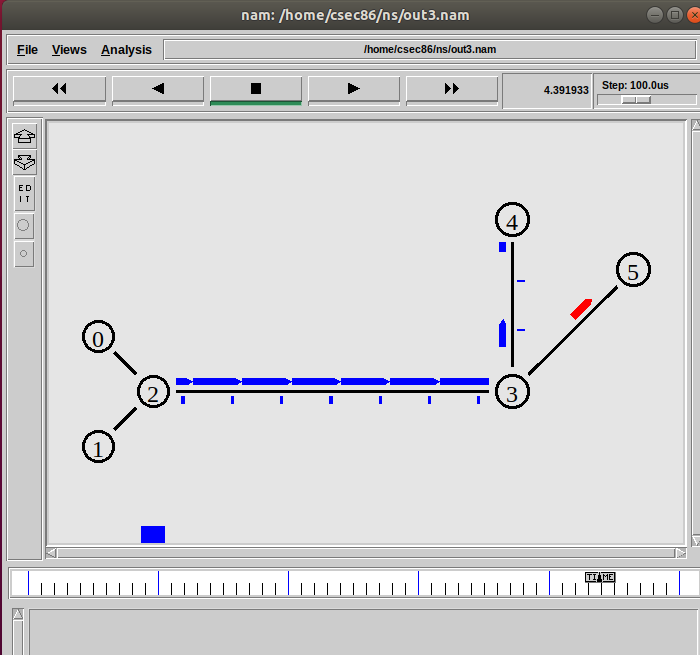 nam: /home/csec86/ns/out3.nam
File Views Analysis /home/csec86/ns/out3.nam
4.391933 Step: 100.0us
E D
I T
4
5
0
2
3
1
TIME